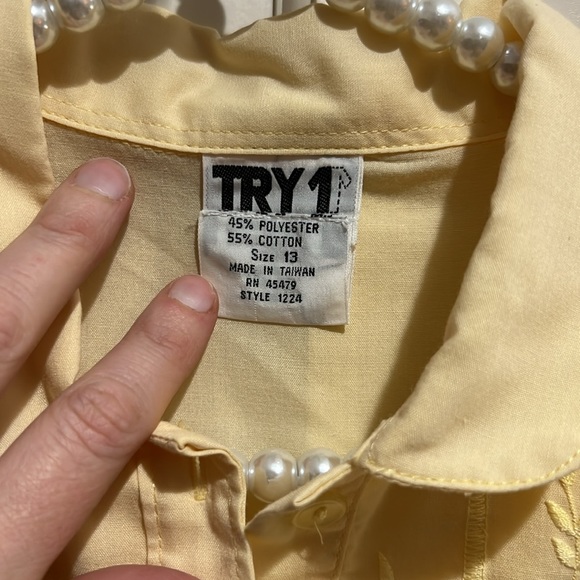 TRY 1
45% POLYESTER
55% COTTON
SIZE 13
MADE IN TAIWAN
RN 45479
STYLE 1224